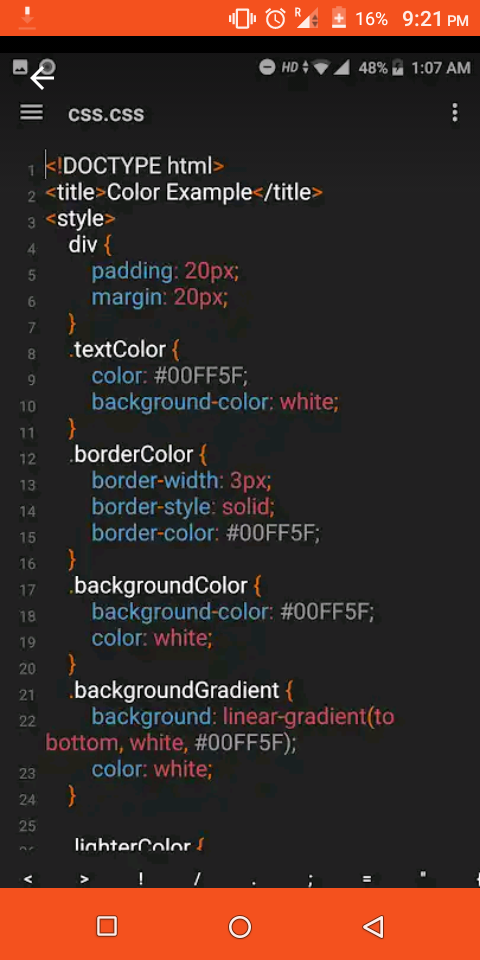 16% 9:21 PM
HD 48% 1:07 AM
css.css
1 <!DOCTYPE html>
2 <title>Color Example</title>
3 <style>
4 div {
5 padding: 20px;
6 margin: 20px;
7 }
8 .textColor {
9 color: #00FF5F;
10 background-color: white;
11 }
12 .borderColor {
13 border-width: 3px;
14 border-style: solid;
15 border-color: #00FF5F;
16 }
17 .backgroundColor {
18 background-color: #00FF5F;
19 color: white;
20 }
21 .backgroundGradient {
22 background: linear-gradient(to
bottom, white, #00FF5F);
23 color: white;
24 }
25
26 .lighterColor {
< > ! / . ; = " {